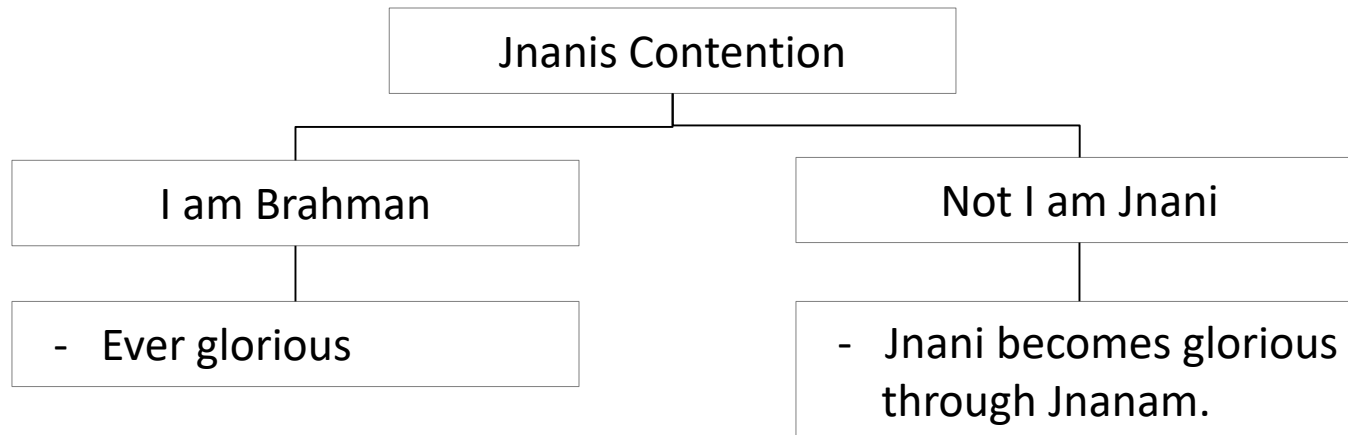 Jnanis Contention
I am Brahman
Not I am Jnani
- Ever glorious
- Jnani becomes glorious
through Jnanam.